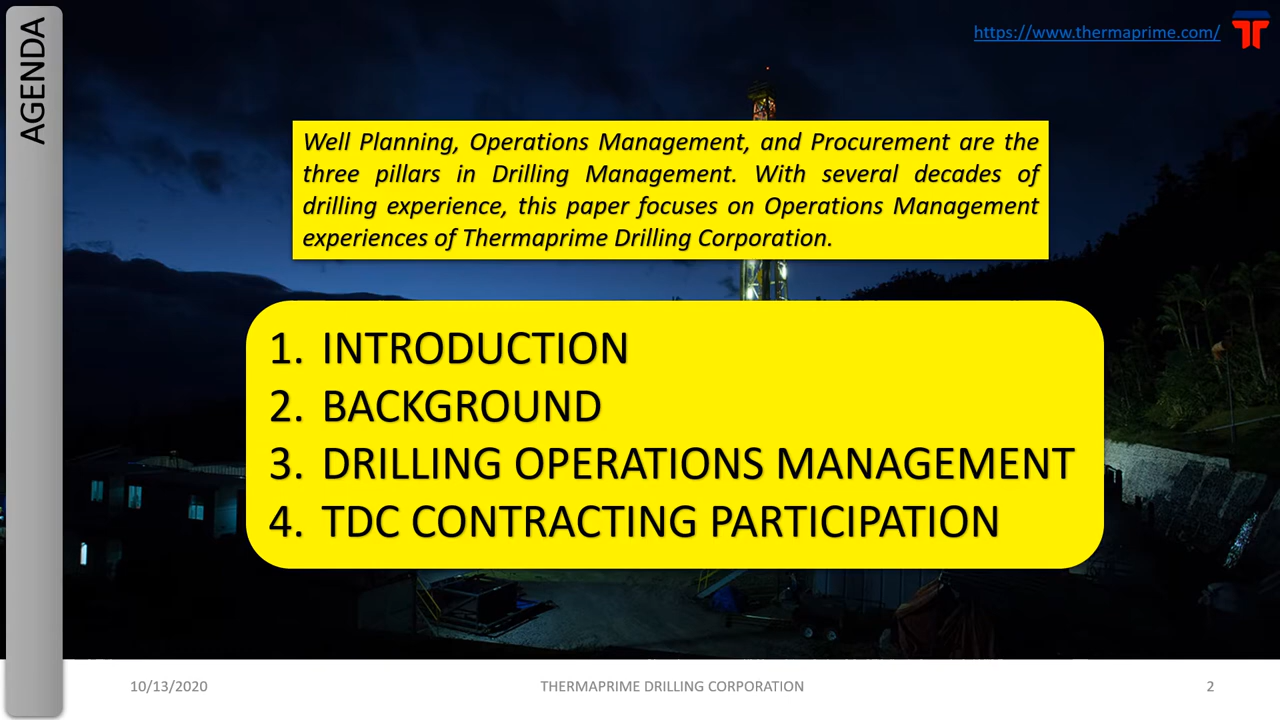 AGENDA
https://www.thermaprime.com/
Well Planning, Operations Management, and Procurement are the
three pillars in Drilling Management. With several decades of
drilling experience, this paper focuses on Operations Management
experiences of Thermaprime Drilling Corporation.
1. INTRODUCTION
2. BACKGROUND
3. DRILLING OPERATIONS MANAGEMENT
4. TDC CONTRACTING PARTICIPATION
10/13/2020
THERMAPRIME DRILLING CORPORATION
2